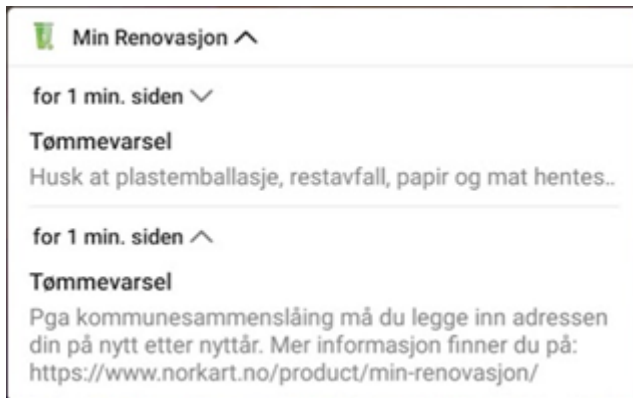 Min Renovasjon
for 1 min. siden
Tømmevarsel
Husk at plastemballasje, restavfall, papir og mat hentes..
for 1 min. siden
Tømmevarsel
Pga kommunesammenslåing må du legge inn adressen
din på nytt etter nyttår. Mer informasjon finner du på:
https://www.norkart.no/product/min-renovasjon/